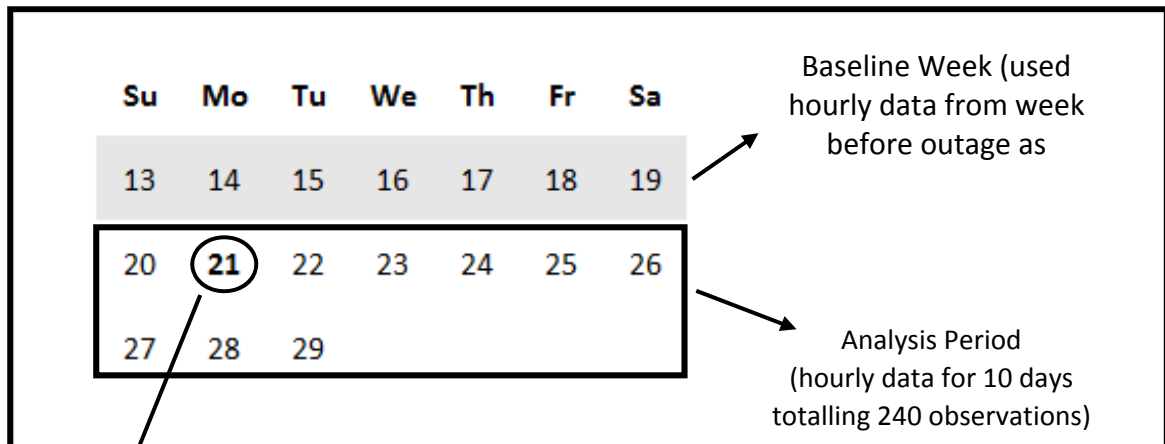 Su Mo Tu We Th Fr Sa
13 14 15 16 17 18 19
20 21 22 23 24 25 26
27 28 29
Baseline Week (used
hourly data from week
before outage as
Analysis Period
(hourly data for 10 days
totalling 240 observations)